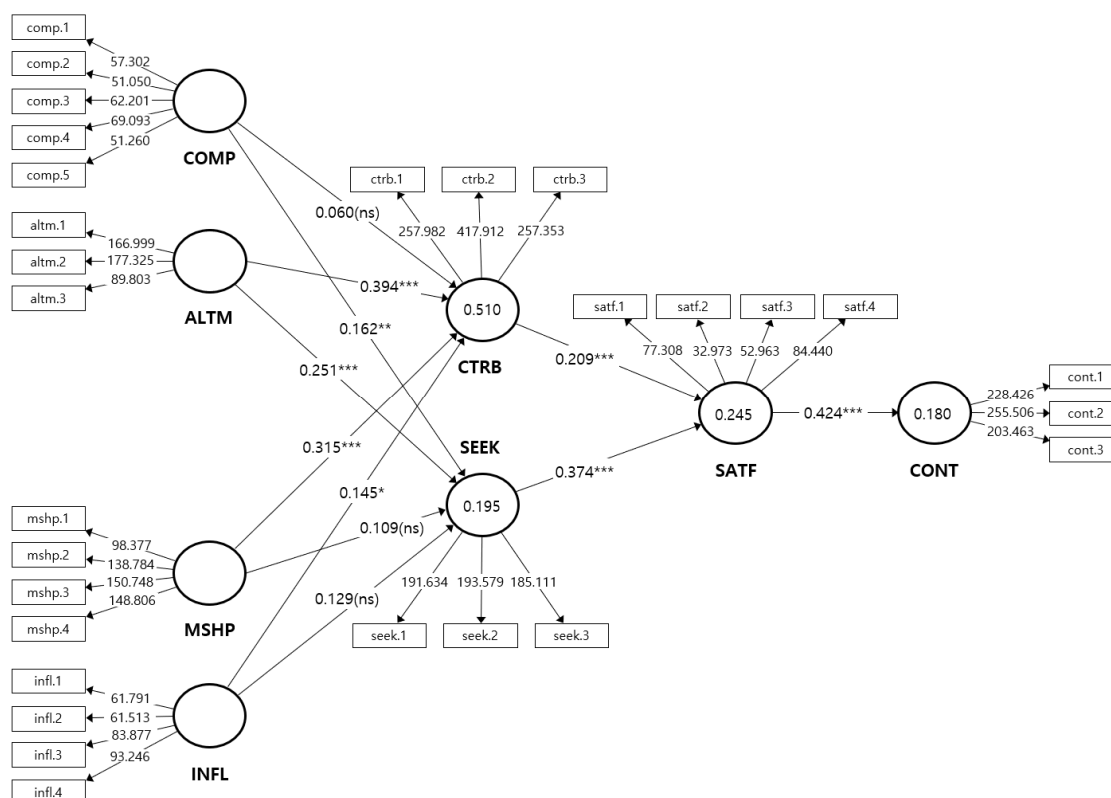 comp.1
comp.2
comp.3
comp.4
comp.5
57.302
51.050
62.201
69.093
51.260
COMP
altm.1
altm.2
altm.3
166.999
177.325
89.803
ALTM
mshp.1
mshp.2
mshp.3
mshp.4
98.377
138.784
150.748
148.806
MSHP
infl.1
infl.2
infl.3
infl.4
61.791
61.513
83.877
93.246
INFL
0.060(ns)
0.394***
0.162**
0.251***
0.315***
0.145*
0.109(ns)
0.129(ns)
ctrb.1
ctrb.2
ctrb.3
257.982
417.912
257.353
0.510
CTRB
SEEK
0.195
191.634
193.579
185.111
seek.1
seek.2
seek.3
0.209***
0.374***
satf.1
satf.2
satf.3
satf.4
77.308
32.973
52.963
84.440
0.245
SATF
0.424***
0.180
CONT
228.426
255.506
203.463
cont.1
cont.2
cont.3